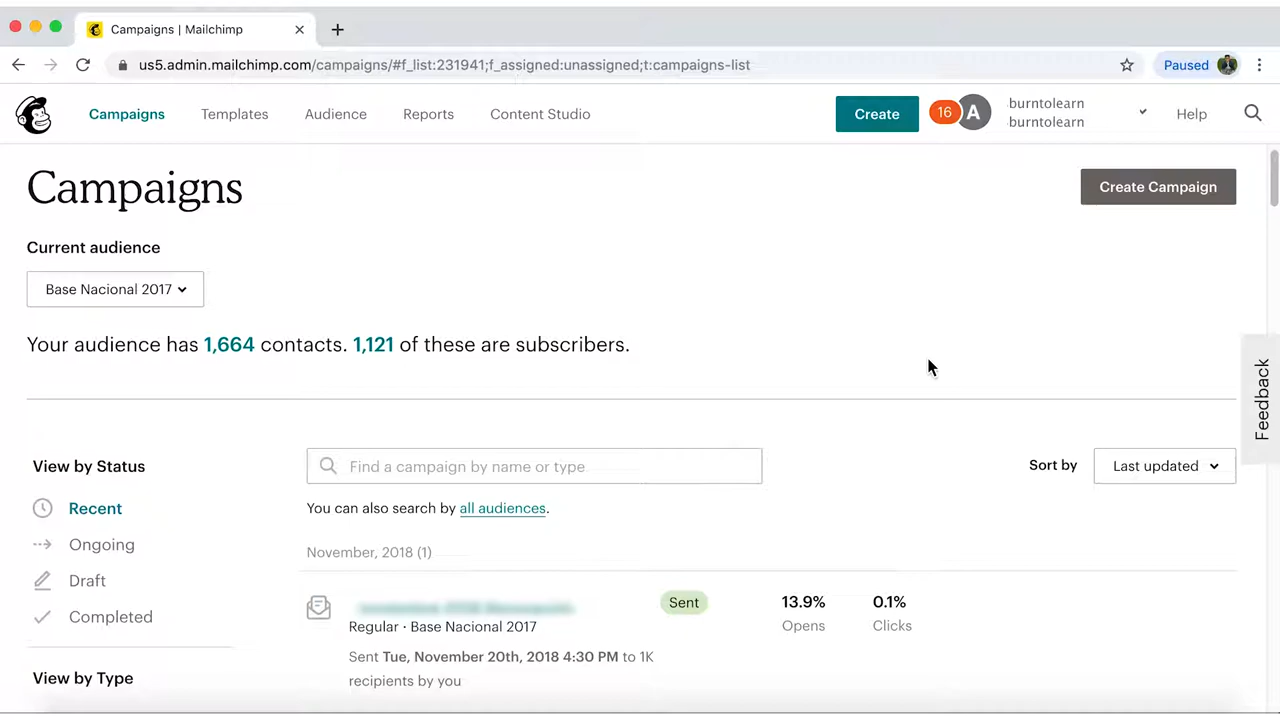 Campaigns | Mailchimp
us5.admin.mailchimp.com/campaigns/#f_list:231941;f_assigned:unassigned;t:campaigns-list
Paused
Campaigns
Templates
Audience
Reports
Content Studio
Create
16
A
burntolearn
burntolearn
Help
Campaigns
Create Campaign
Current audience
Base Nacional 2017
Your audience has 1,664 contacts. 1,121 of these are subscribers.
Feedback
View by Status
Find a campaign by name or type
Sort by
Last updated
Recent
You can also search by all audiences.
Ongoing
November, 2018 (1)
Draft
Completed
Sent
13.9%
0.1%
Regular · Base Nacional 2017
Opens
Clicks
Sent Tue, November 20th, 2018 4:30 PM to 1K
recipients by you
View by Type